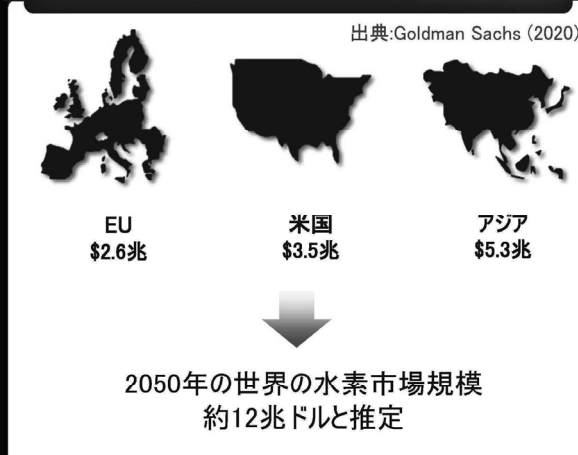 出典:Goldman Sachs (2020)
EU
$2.6兆
米国
$3.5兆
アジア
$5.3兆
2050年の世界の水素市場規模
約12兆ドルと推定